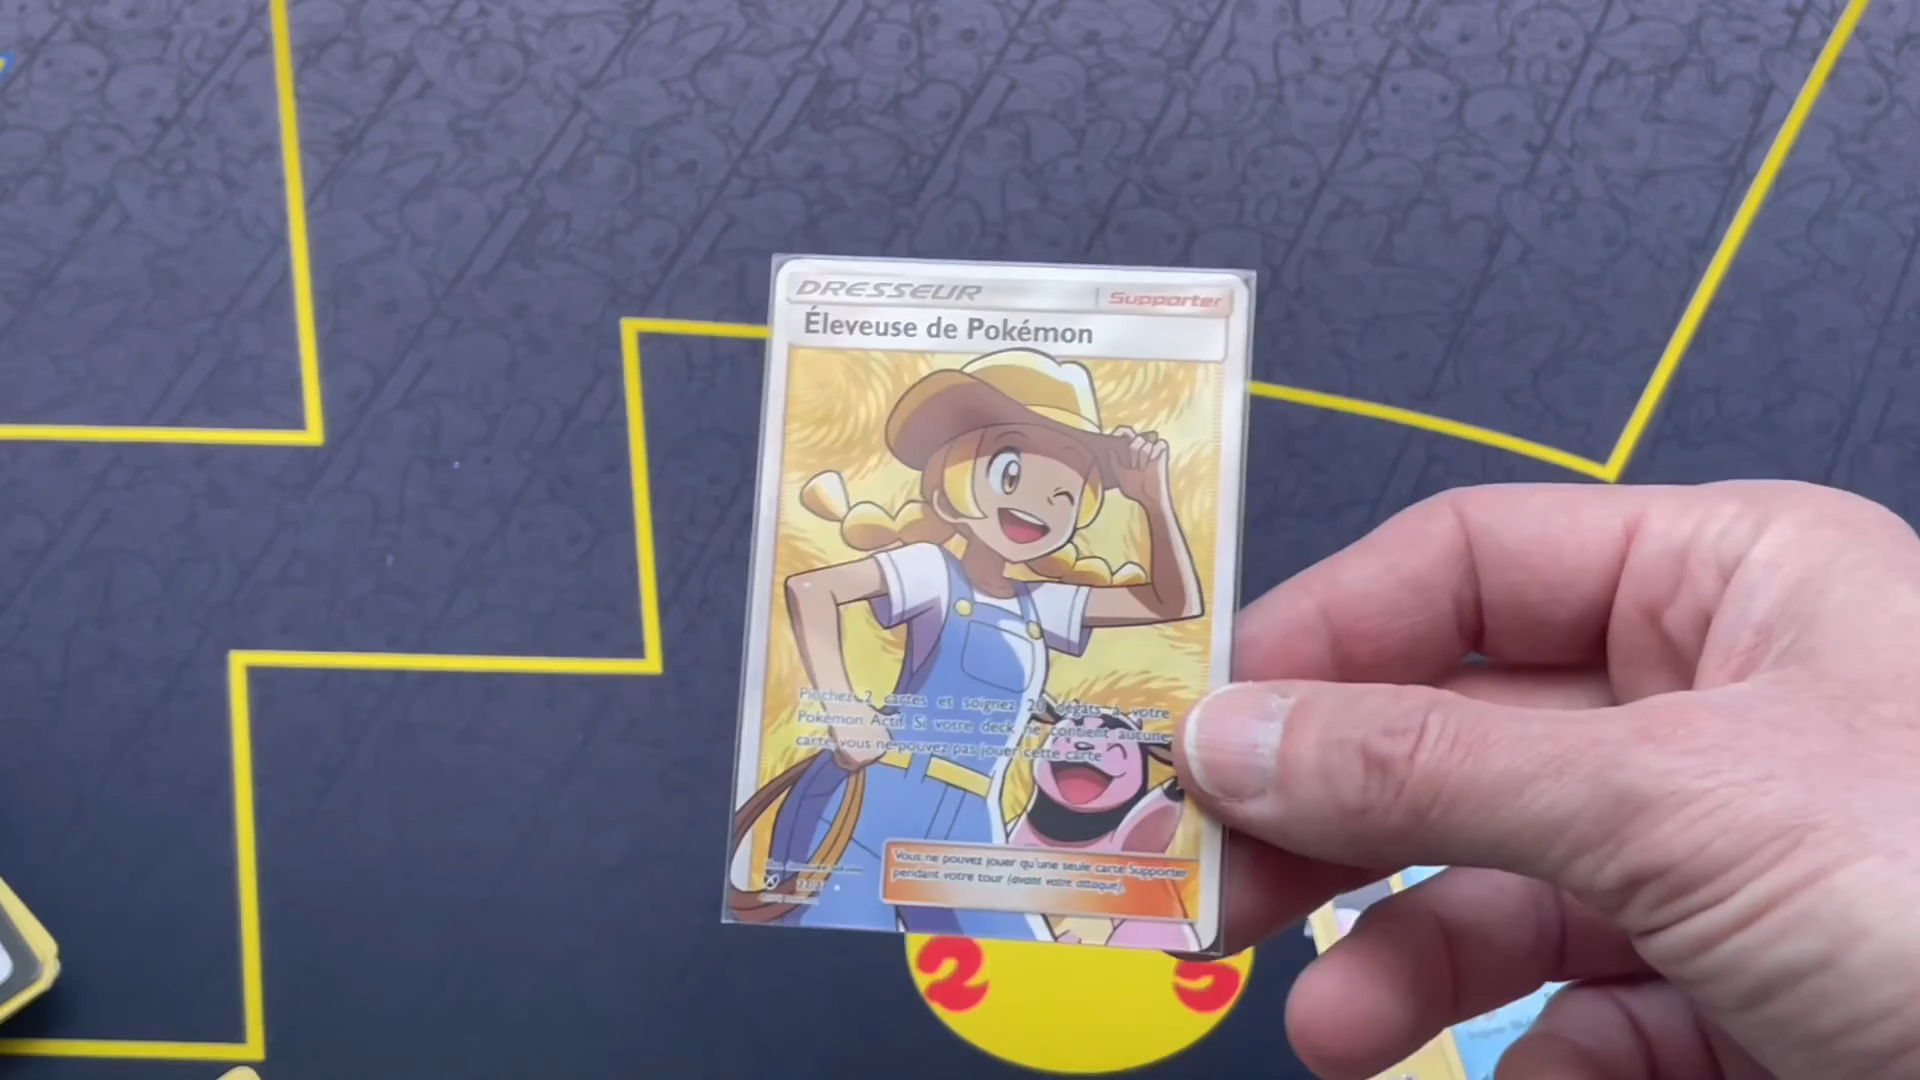 DRESSEUR Supporter
Éleveuse de Pokémon
Piochez 2 cartes et soignez 20 dégâts à votre
Pokémon Actif. Si votre deck ne contient aucune
carte, vous ne pouvez pas jouer cette carte.
Vous ne pouvez jouer qu'une seule carte Supporter
pendant votre tour (avant votre attaque).
2 5